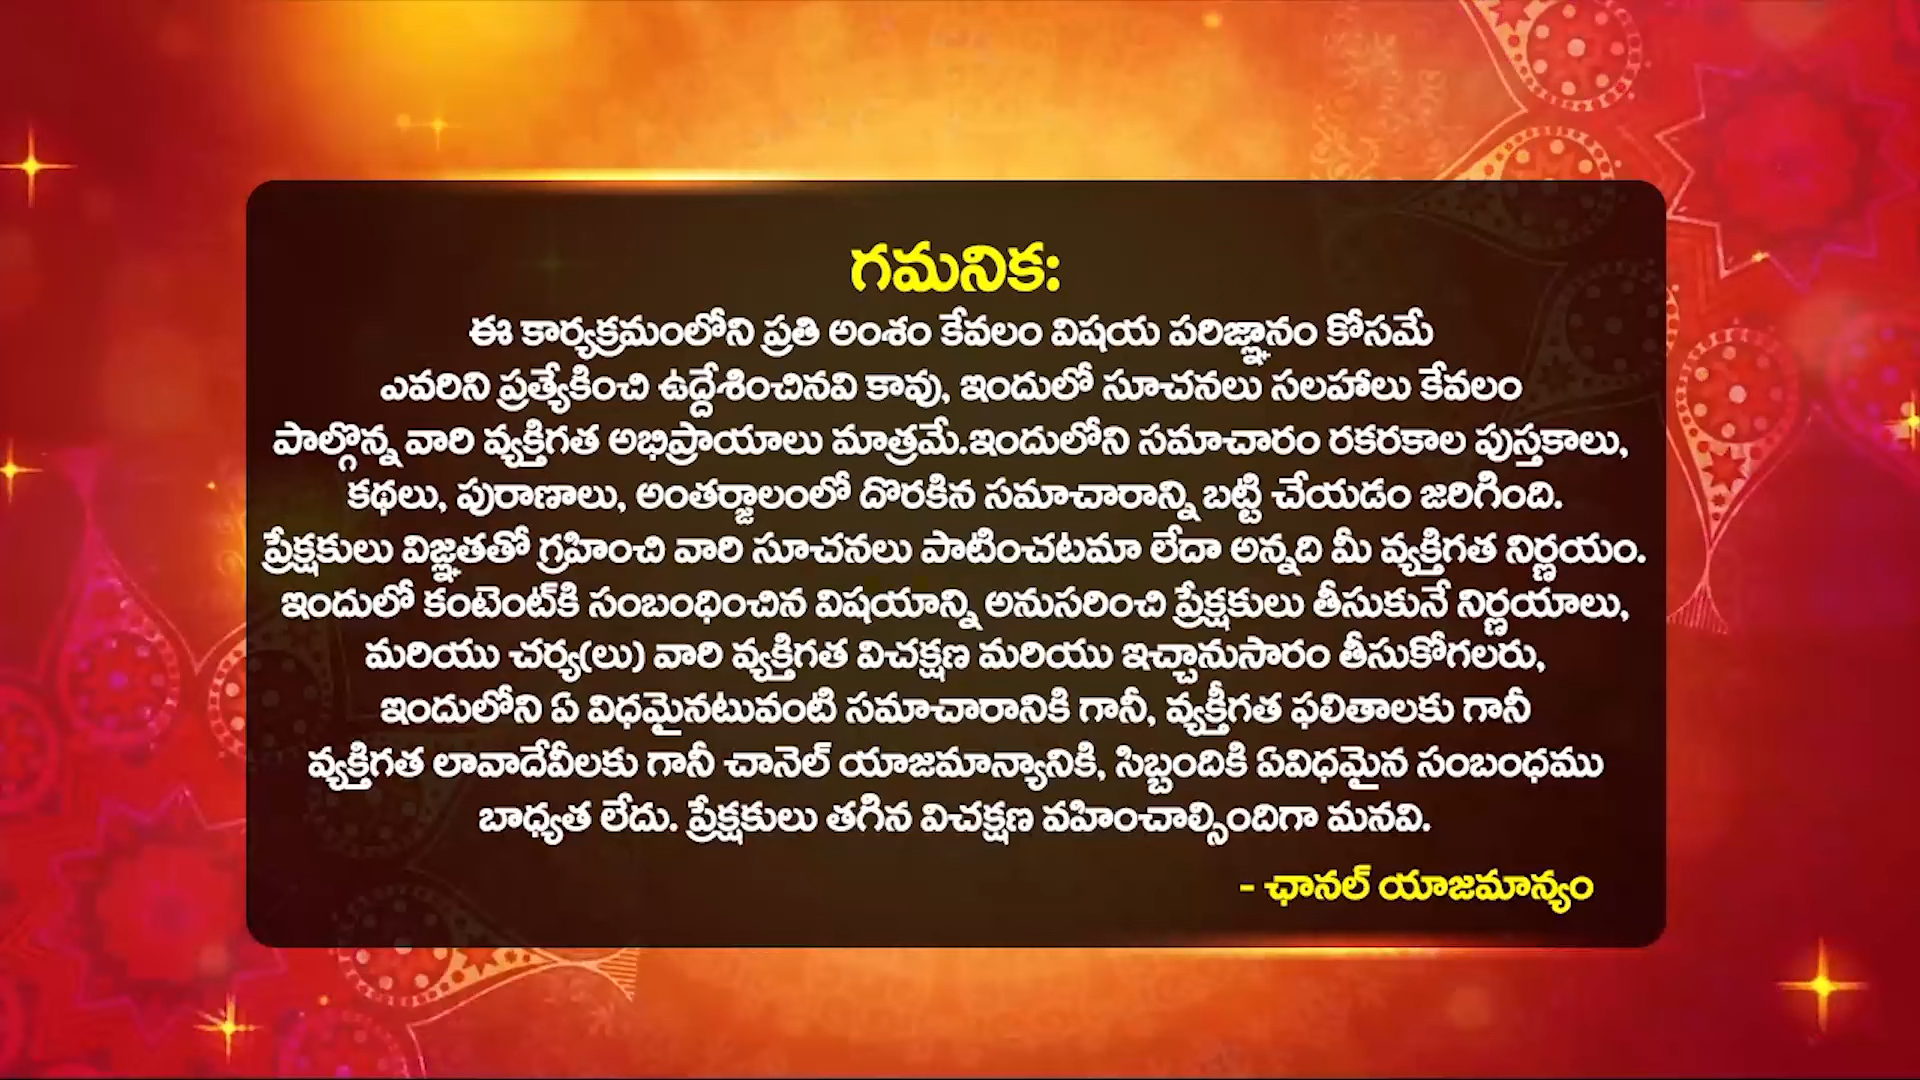 గమనిక:
ఈ కార్యక్రమంలోని ప్రతి అంశం కేవలం విషయ పరిజ్ఞానం కోసమే
ఎవరిని ప్రత్యేకించి ఉద్దేశించినవి కావు, ఇందులో సూచనలు సలహాలు కేవలం
పాల్గొన్న వారి వ్యక్తిగత అభిప్రాయాలు మాత్రమే.ఇందులోని సమాచారం రకరకాల పుస్తకాలు,
కథలు, పురాణాలు, అంతర్జాలంలో దొరకిన సమాచారాన్ని బట్టి చేయడం జరిగింది.
ప్రేక్షకులు విజ్ఞతతో గ్రహించి వారి సూచనలు పాటించటమా లేదా అన్నది మీ వ్యక్తిగత నిర్ణయం.
ఇందులో కంటెంట్‌కి సంబంధించిన విషయాన్ని అనుసరించి ప్రేక్షకులు తీసుకునే నిర్ణయాలు,
మరియు చర్య(లు) వారి వ్యక్తిగత విచక్షణ మరియు ఇచ్చానుసారం తీసుకోగలరు,
ఇందులోని ఏ విధమైనటువంటి సమాచారానికి గానీ, వ్యక్తీగత ఫలితాలకు గానీ
వ్యక్తిగత లావాదేవీలకు గానీ చానెల్ యాజమాన్యానికి, సిబ్బందికి ఏవిధమైన సంబంధము
బాధ్యత లేదు. ప్రేక్షకులు తగిన విచక్షణ వహించాల్సిందిగా మనవి.
- ఛానల్ యాజమాన్యం